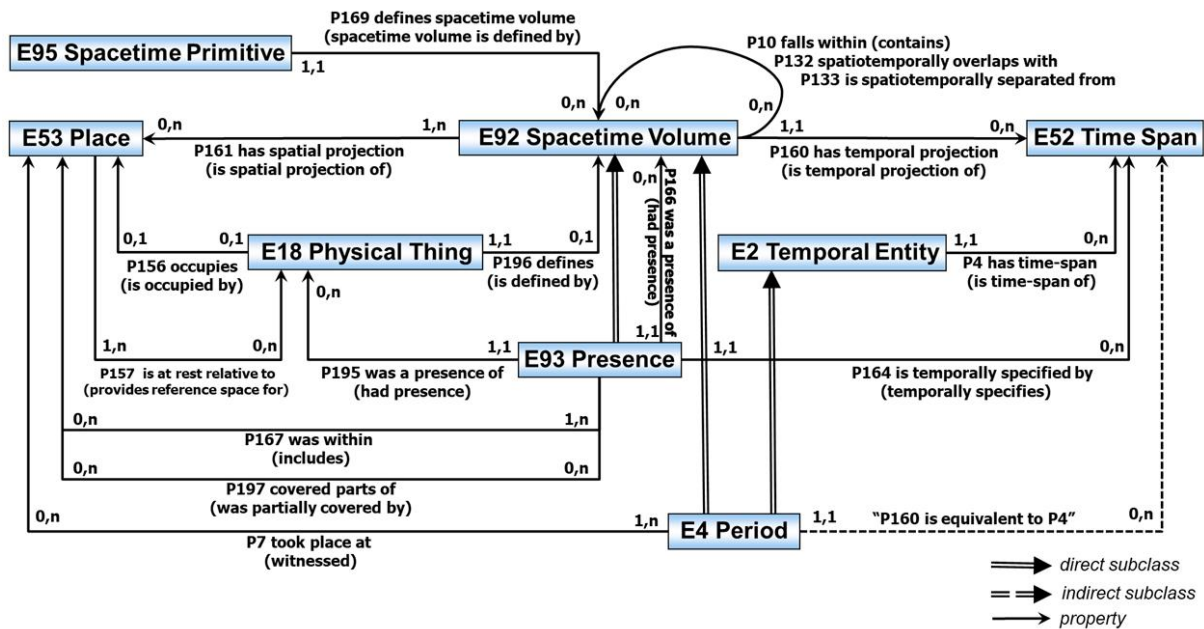 P169 defines spacetime volume
(spacetime volume is defined by)
E95 Spacetime Primitive
1,1
P10 falls within (contains)
P132 spatiotemporally overlaps with
P133 is spatiotemporally separated from
0,n
0,n
0,n
E53 Place
0,n
1,n
E92 Spacetime Volume
1,1
0,n
E52 Time Span
P161 has spatial projection
(is spatial projection of)
P160 has temporal projection
(is temporal projection of)
0,n
P166 was a presence of
(had presence)
1,1
0,1
0,1
E18 Physical Thing
1,1
0,1
E2 Temporal Entity
1,1
0,n
P156 occupies
(is occupied by)
P196 defines
(is defined by)
P4 has time-span
(is time-span of)
0,n
1,n
0,n
1,1
E93 Presence
1,1
0,n
P157 is at rest relative to
(provides reference space for)
P195 was a presence of
(had presence)
P164 is temporally specified by
(temporally specifies)
0,n
1,n
P167 was within
(includes)
0,n
0,n
P197 covered parts of
(was partially covered by)
0,n
1,n
E4 Period
1,1
“P160 is equivalent to P4”
0,n
P7 took place at
(witnessed)
direct subclass
indirect subclass
property